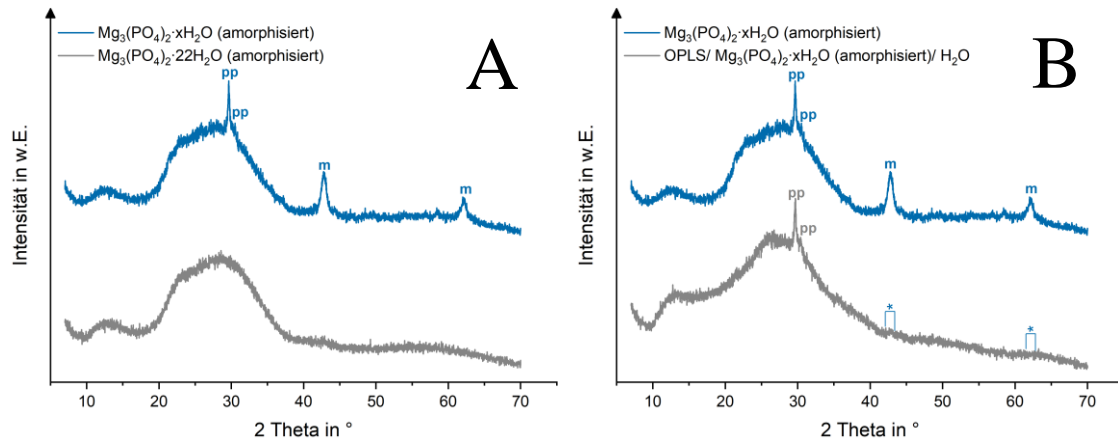 Mg₃(PO₄)₂·xH₂O (amorphisiert)
Mg₃(PO₄)₂·22H₂O (amorphisiert)
A
pp
pp
m
m
Intensität in w.E.
10 20 30 40 50 60 70
2 Theta in °
Mg₃(PO₄)₂·xH₂O (amorphisiert)
OPLS/ Mg₃(PO₄)₂·xH₂O (amorphisiert)/ H₂O
B
pp
pp
m
m
pp
pp
*
*
Intensität in w.E.
10 20 30 40 50 60 70
2 Theta in °